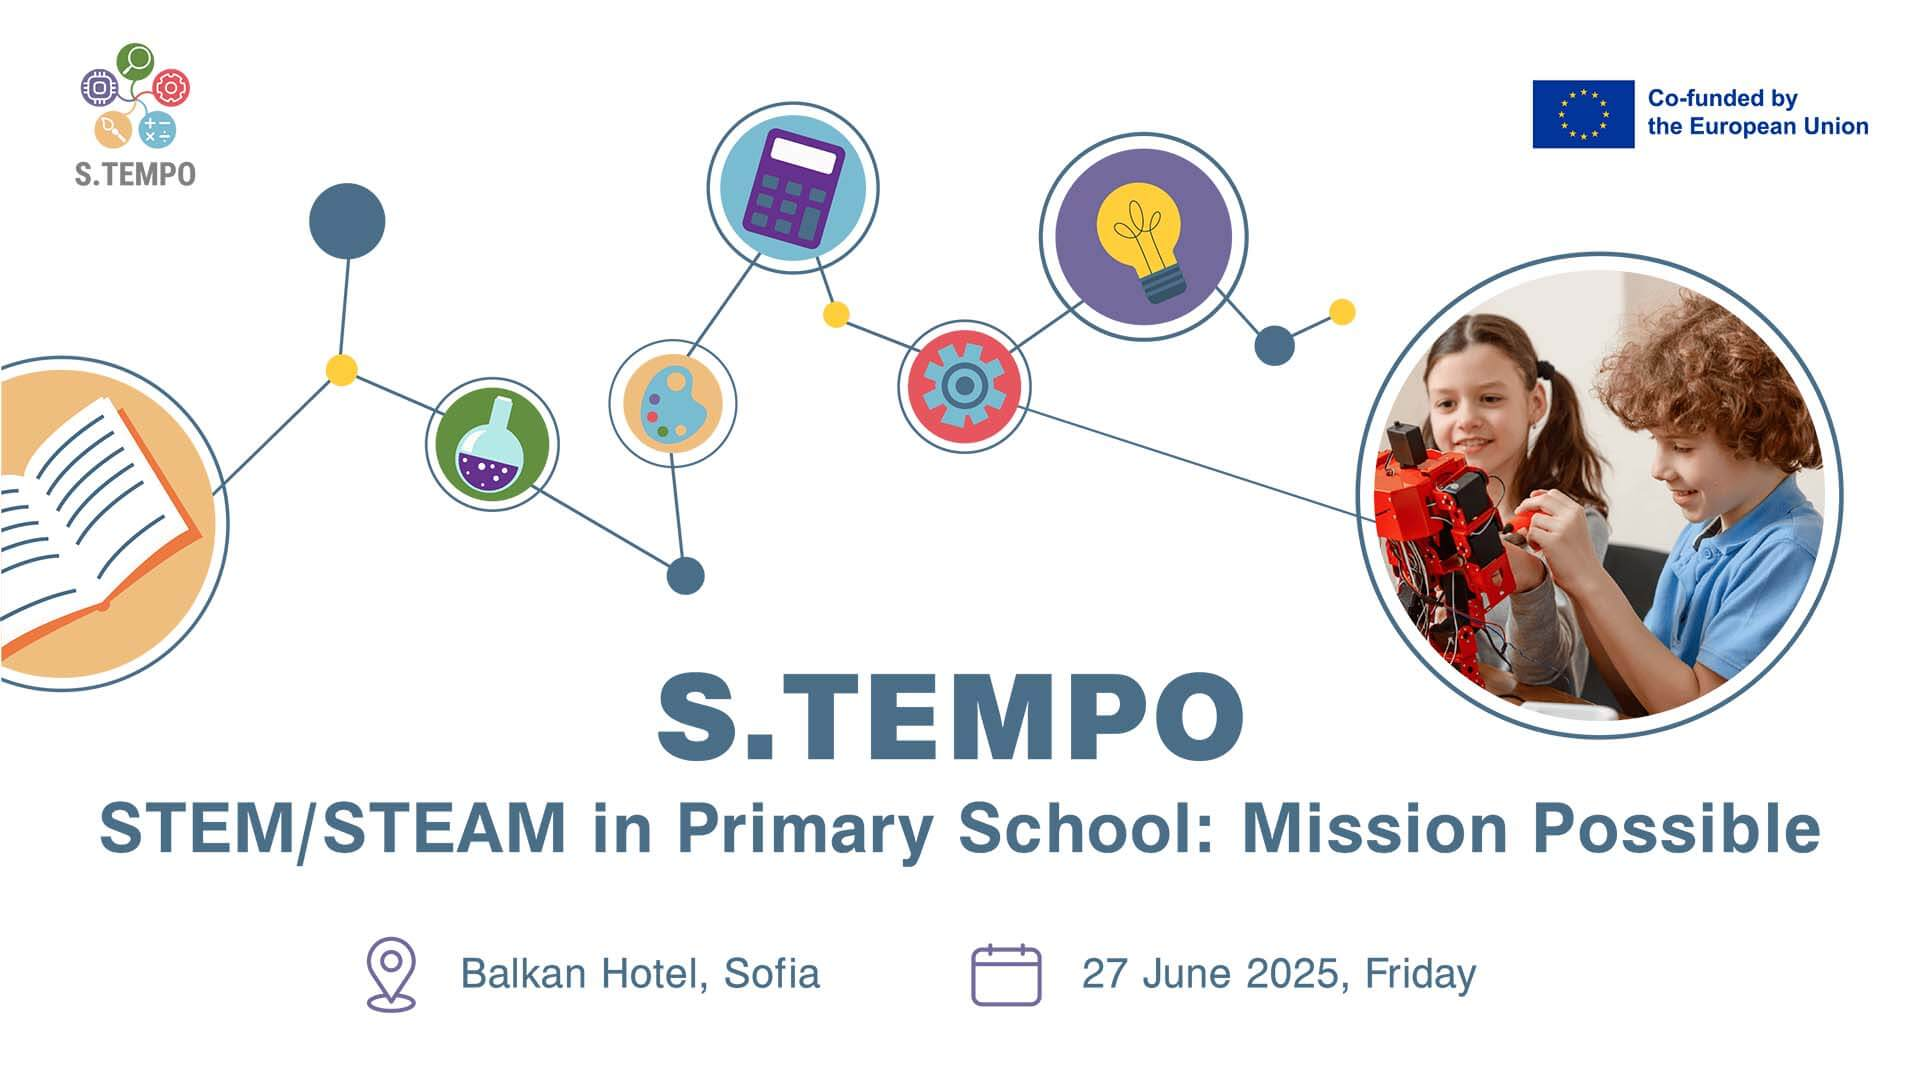 S.TEMPO
Co-funded by
the European Union
S.TEMPO
STEM/STEAM in Primary School: Mission Possible
Balkan Hotel, Sofia
27 June 2025, Friday